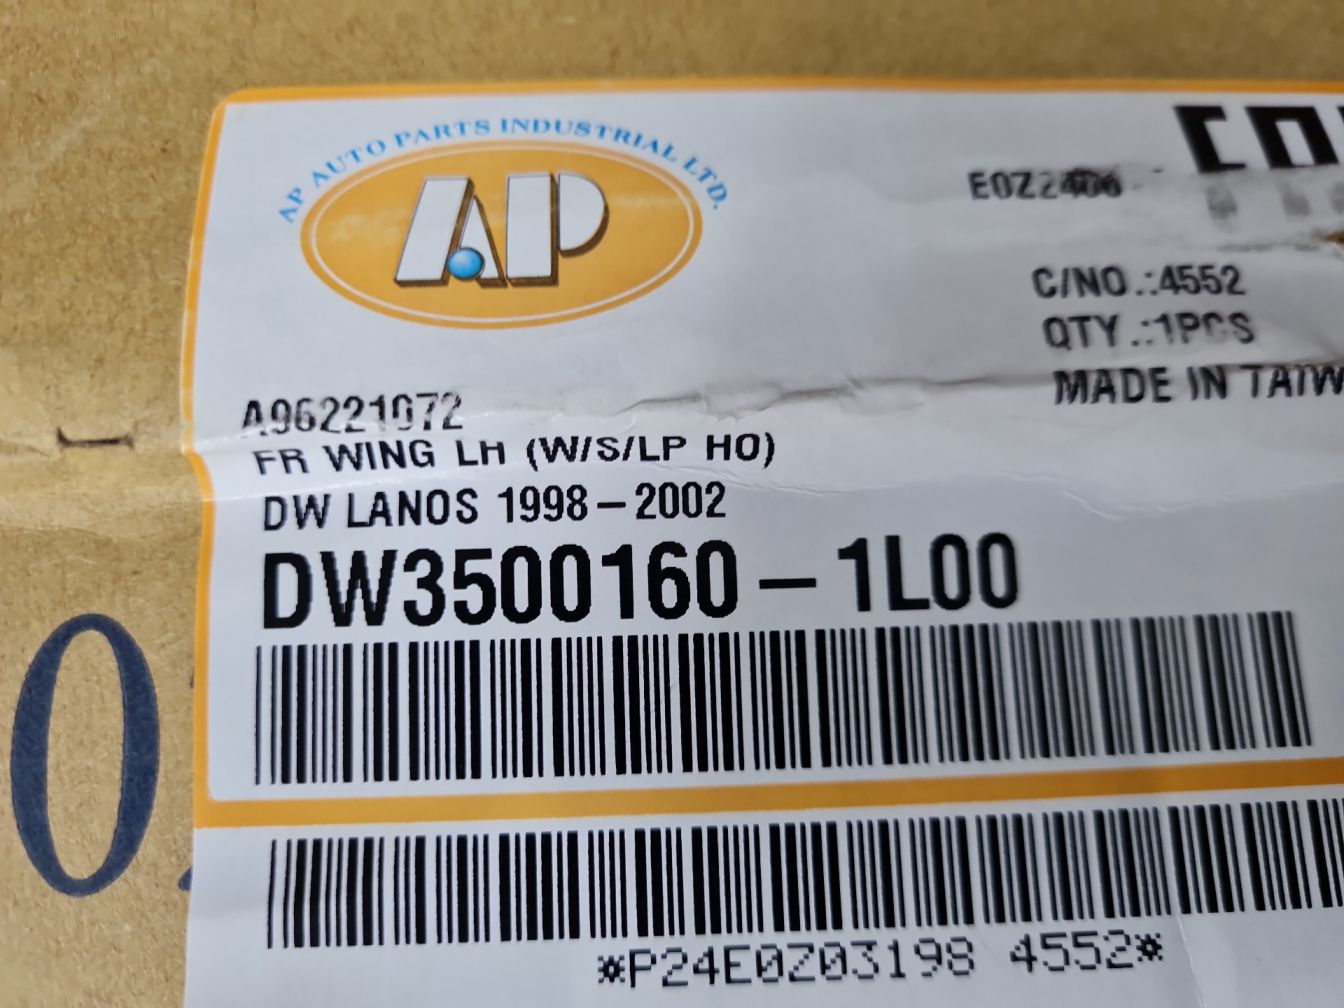 AP AUTO PARTS INDUSTRIAL LTD.
AP
C/NO.:4552
QTY.:1PCS
MADE IN TAIW
A96221072
FR WING LH (W/S/LP HO)
DW LANOS 1998-2002
DW3500160-1L00
0
*P24E0Z03198 4552*